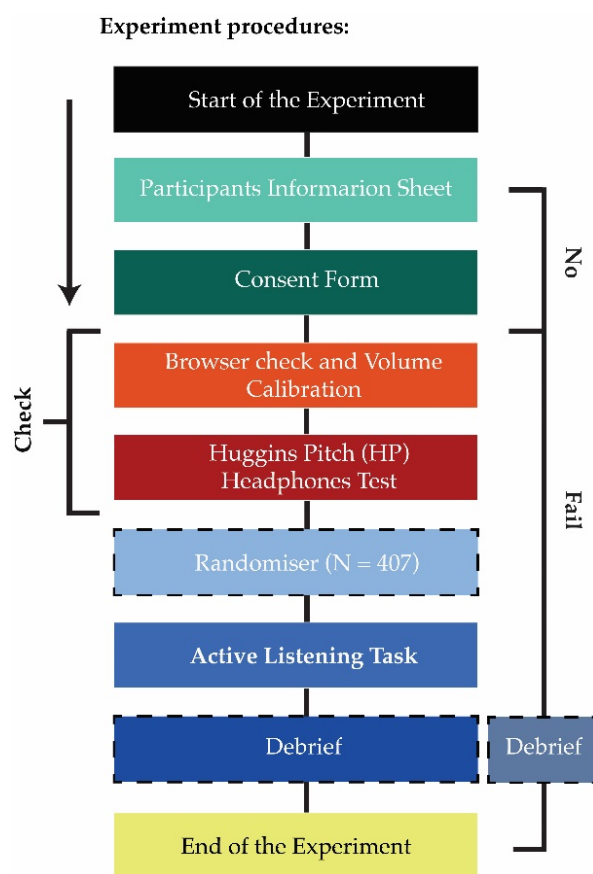 Experiment procedures:
Start of the Experiment
Participants Informarion Sheet
No
Consent Form
Check
Browser check and Volume
Calibration
Huggins Pitch (HP)
Headphones Test
Fail
Randomiser (N = 407)
Active Listening Task
Debrief
Debrief
End of the Experiment